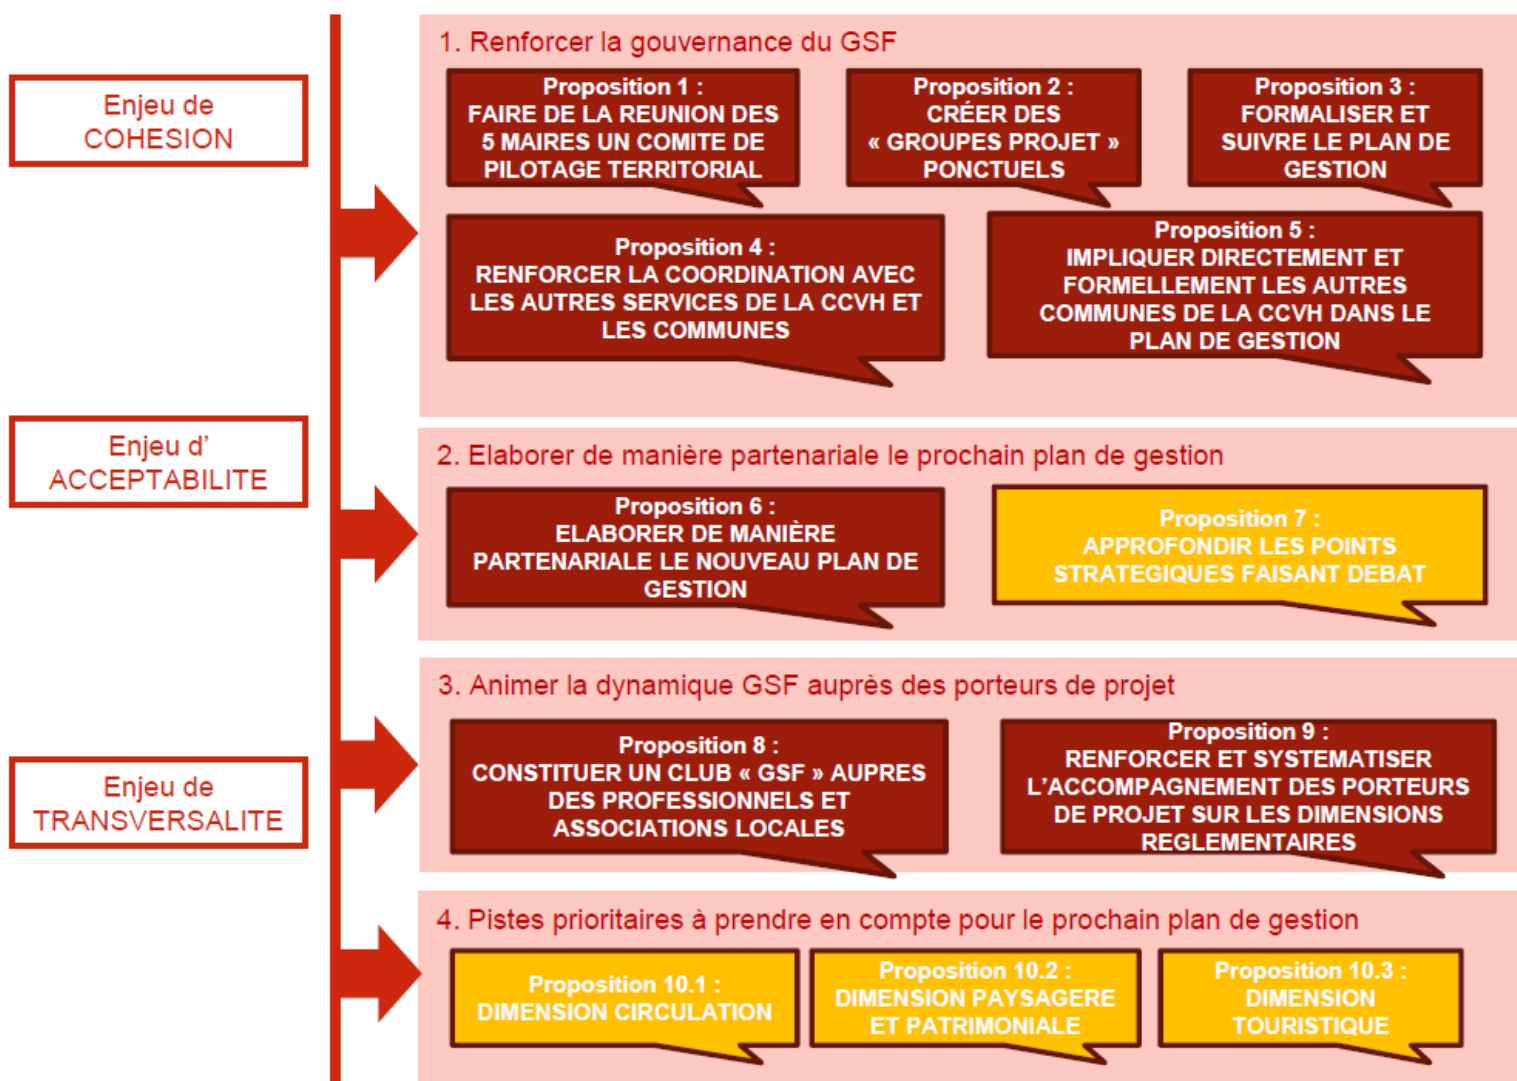 Enjeu de
COHESION
Enjeu d’
ACCEPTABILITE
Enjeu de
TRANSVERSALITE
1. Renforcer la gouvernance du GSF
Proposition 1 :
FAIRE DE LA REUNION DES
5 MAIRES UN COMITE DE
PILOTAGE TERRITORIAL
Proposition 2 :
CRÉER DES
« GROUPES PROJET »
PONCTUELS
Proposition 3 :
FORMALISER ET
SUIVRE LE PLAN DE
GESTION
Proposition 4 :
RENFORCER LA COORDINATION AVEC
LES AUTRES SERVICES DE LA CCVH ET
LES COMMUNES
Proposition 5 :
IMPLIQUER DIRECTEMENT ET
FORMELLEMENT LES AUTRES
COMMUNES DE LA CCVH DANS LE
PLAN DE GESTION
2. Elaborer de manière partenariale le prochain plan de gestion
Proposition 6 :
ELABORER DE MANIÈRE
PARTENARIALE LE NOUVEAU PLAN DE
GESTION
Proposition 7 :
APPROFONDIR LES POINTS
STRATEGIQUES FAISANT DEBAT
3. Animer la dynamique GSF auprès des porteurs de projet
Proposition 8 :
CONSTITUER UN CLUB « GSF » AUPRES
DES PROFESSIONNELS ET
ASSOCIATIONS LOCALES
Proposition 9 :
RENFORCER ET SYSTEMATISER
L’ACCOMPAGNEMENT DES PORTEURS
DE PROJET SUR LES DIMENSIONS
REGLEMENTAIRES
4. Pistes prioritaires à prendre en compte pour le prochain plan de gestion
Proposition 10.1 :
DIMENSION CIRCULATION
Proposition 10.2 :
DIMENSION PAYSAGERE
ET PATRIMONIALE
Proposition 10.3 :
DIMENSION
TOURISTIQUE